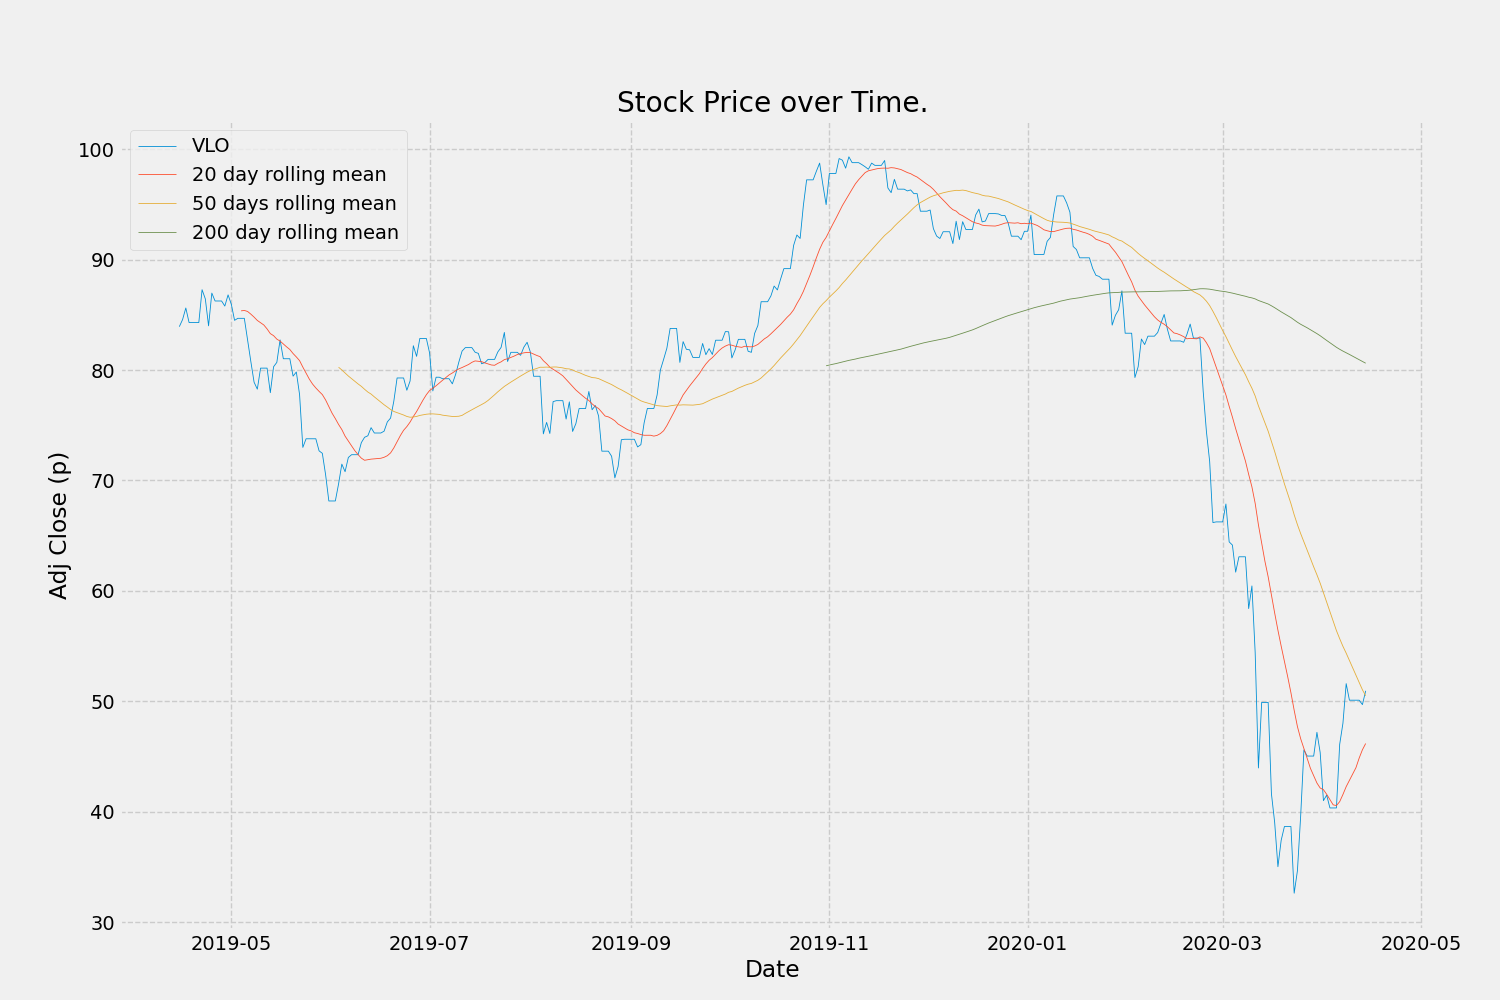 Stock Price over Time.
VLO
20 day rolling mean
50 days rolling mean
200 day rolling mean
100
90
80
70
60
50
40
30
Adj Close (p)
2019-05 2019-07 2019-09 2019-11 2020-01 2020-03 2020-05
Date